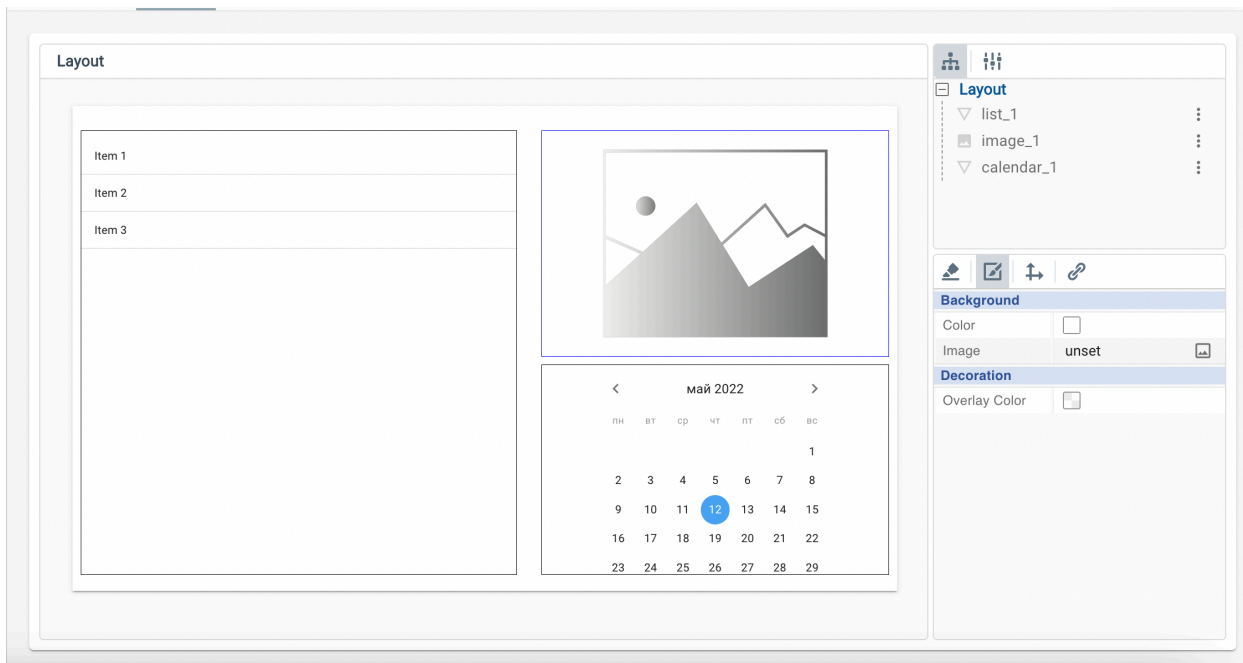 Layout
Item 1
Item 2
Item 3
май 2022
пн вт ср чт пт сб вс
1
2 3 4 5 6 7 8
9 10 11 12 13 14 15
16 17 18 19 20 21 22
23 24 25 26 27 28 29
Layout
list_1
image_1
calendar_1
Background
Color
Image unset
Decoration
Overlay Color